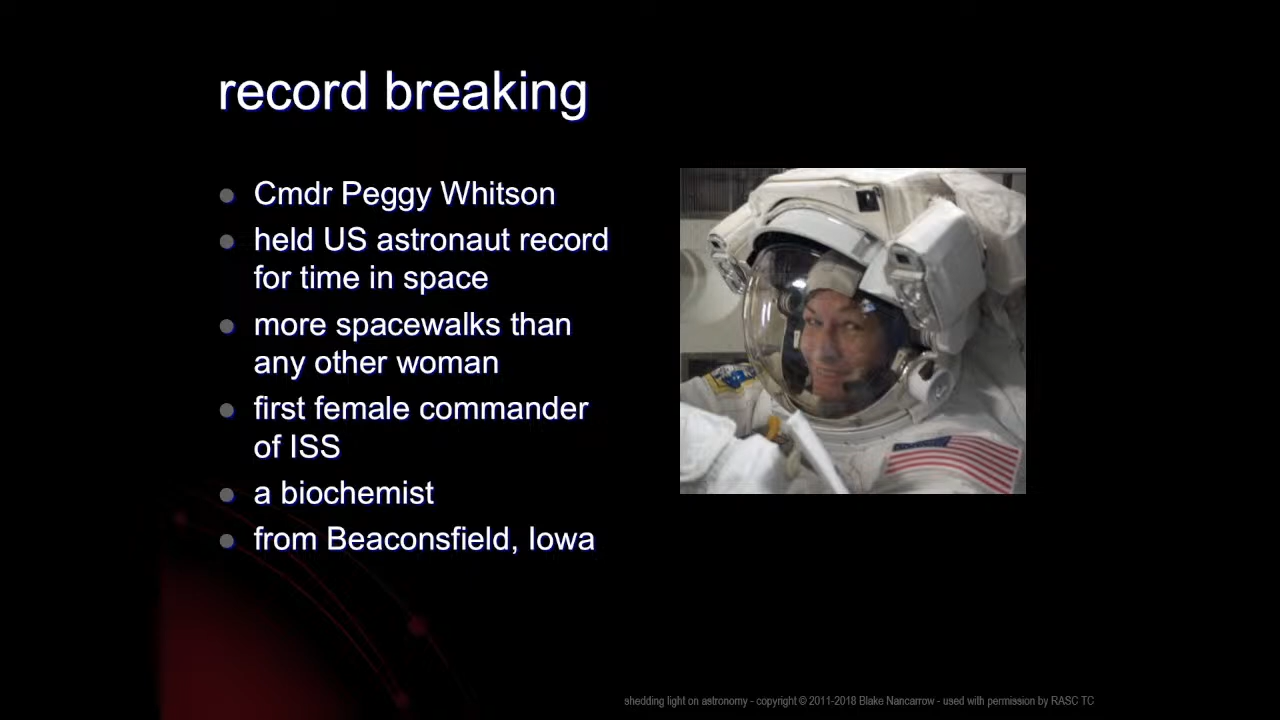 record breaking
Cmdr Peggy Whitson
held US astronaut record
for time in space
more spacewalks than
any other woman
first female commander
of ISS
a biochemist
from Beaconsfield, Iowa
shedding light on astronomy - copyright © 2011-2018 Blake Nancarrow - used with permission by RASC TC